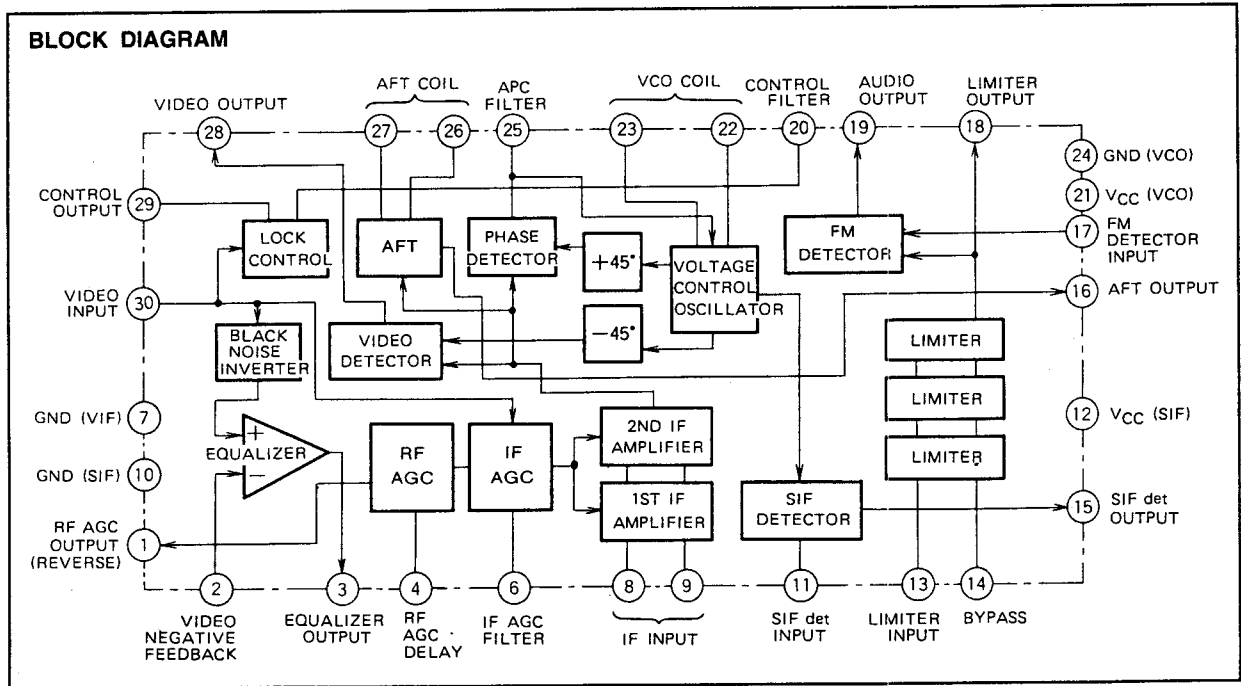 BLOCK DIAGRAM
VIDEO OUTPUT
AFT COIL
APC
FILTER
VCO COIL
CONTROL
FILTER
AUDIO
OUTPUT
LIMITER
OUTPUT
28
27
26
25
23
22
20
19
18
24
GND (VCO)
21
VCC (VCO)
17
FM
DETECTOR
INPUT
16
AFT OUTPUT
12
VCC (SIF)
15
SIF det
OUTPUT
CONTROL
OUTPUT
29
VIDEO
INPUT
30
GND (VIF)
7
GND (SIF)
10
RF AGC
OUTPUT
(REVERSE)
1
LOCK
CONTROL
AFT
PHASE
DETECTOR
+45°
-45°
VOLTAGE
CONTROL
OSCILLATOR
FM
DETECTOR
BLACK
NOISE
INVERTER
VIDEO
DETECTOR
LIMITER
LIMITER
LIMITER
+
EQUALIZER
−
RF
AGC
IF
AGC
2ND IF
AMPLIFIER
1ST IF
AMPLIFIER
SIF
DETECTOR
2
3
4
6
8
9
11
13
14
VIDEO
NEGATIVE
FEEDBACK
EQUALIZER
OUTPUT
RF
AGC
DELAY
IF AGC
FILTER
IF INPUT
SIF det
INPUT
LIMITER
INPUT
BYPASS